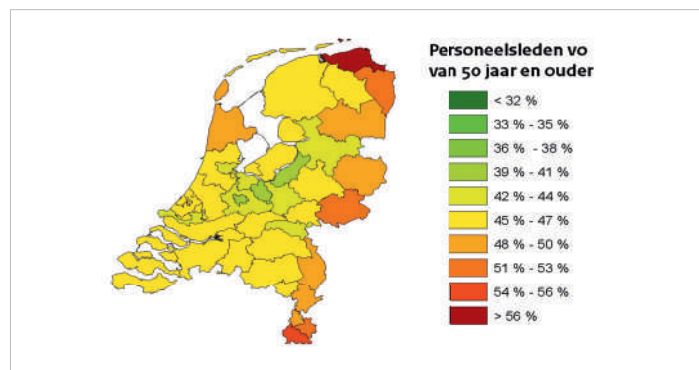 Personeelsleden vo
van 50 jaar en ouder
< 32 %
33 % - 35 %
36 % - 38 %
39 % - 41 %
42 % - 44 %
45 % - 47 %
48 % - 50 %
51 % - 53 %
54 % - 56 %
> 56 %